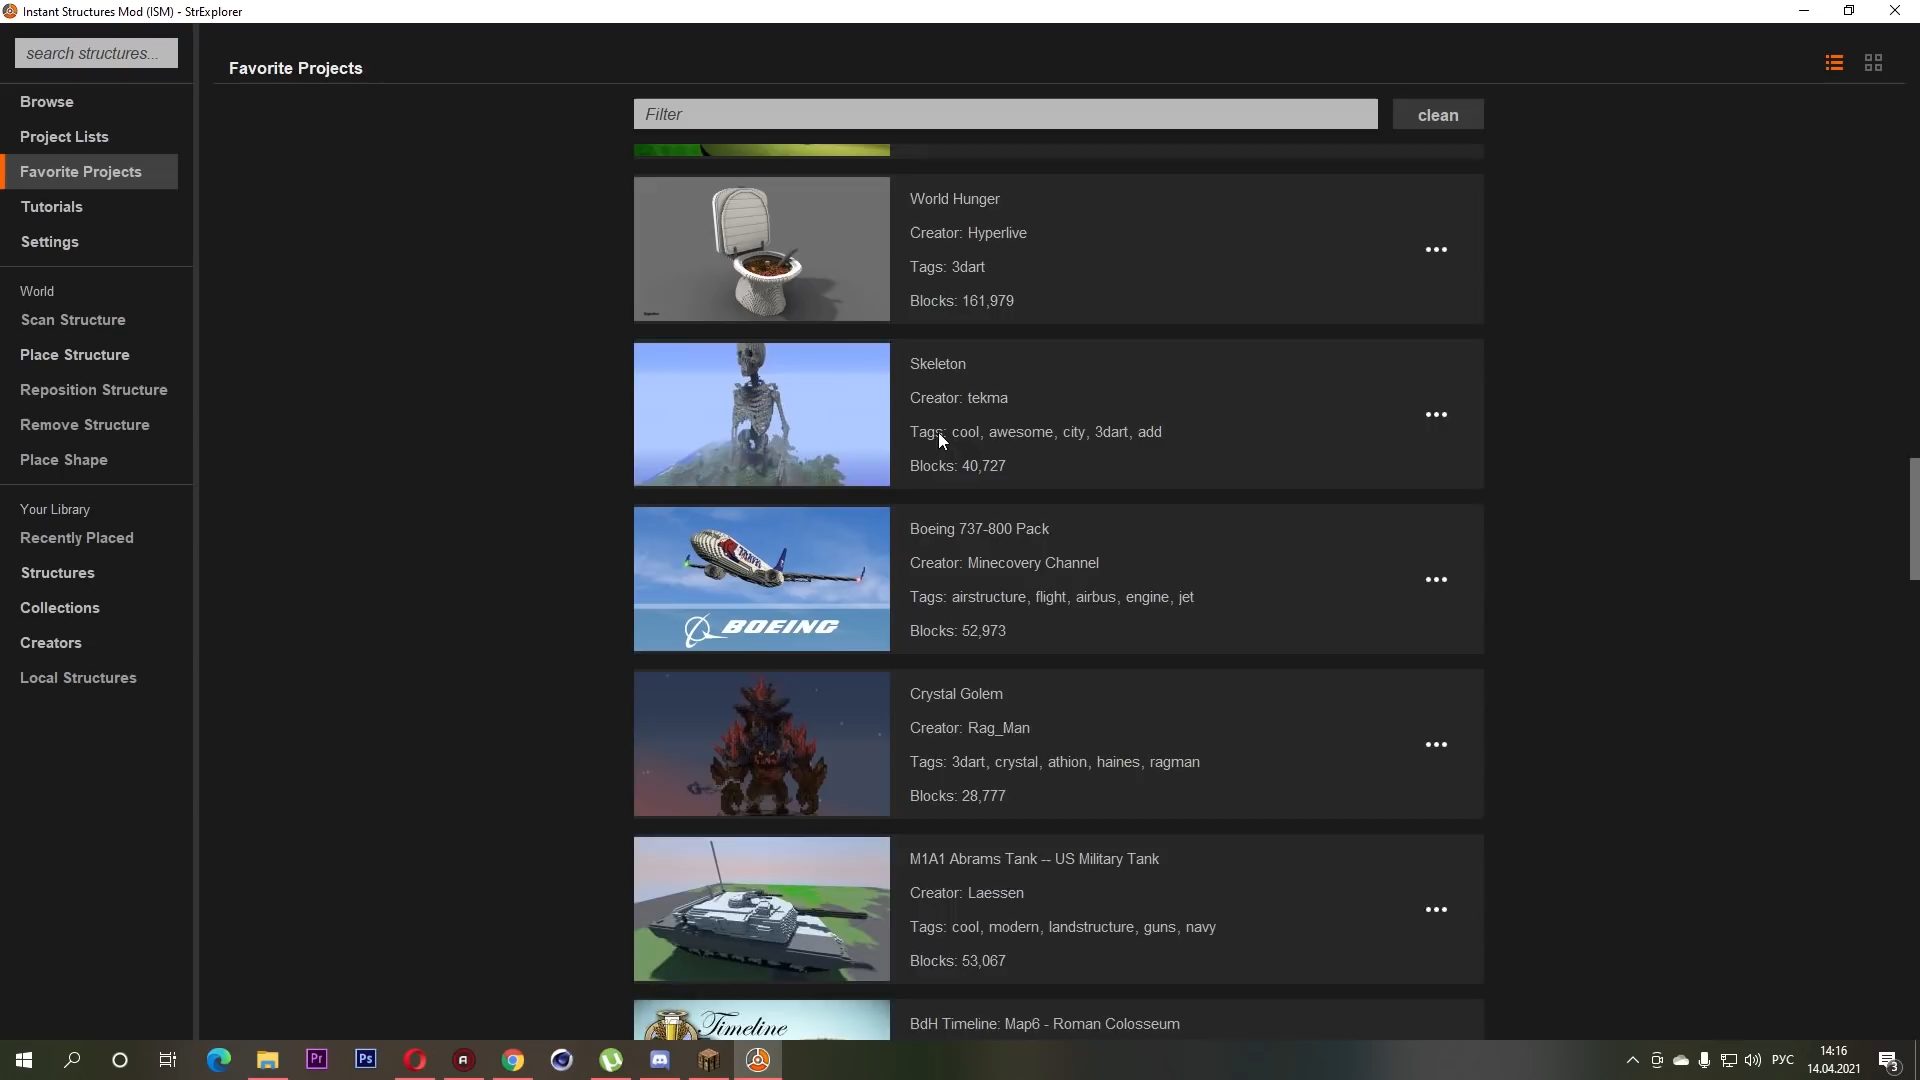 Instant Structures Mod (ISM) - StrExplorer
search structures...
Browse
Project Lists
Favorite Projects
Tutorials
Settings
World
Scan Structure
Place Structure
Reposition Structure
Remove Structure
Place Shape
Your Library
Recently Placed
Structures
Collections
Creators
Local Structures
Favorite Projects
Filter
clean
World Hunger
Creator: Hyperlive
Tags: 3dart
Blocks: 161,979
Skeleton
Creator: tekma
Tags: cool, awesome, city, 3dart, add
Blocks: 40,727
TRAVEL
BOEING
Boeing 737-800 Pack
Creator: Minecovery Channel
Tags: airstructure, flight, airbus, engine, jet
Blocks: 52,973
Crystal Golem
Creator: Rag_Man
Tags: 3dart, crystal, athion, haines, ragman
Blocks: 28,777
M1A1 Abrams Tank -- US Military Tank
Creator: Laessen
Tags: cool, modern, landstructure, guns, navy
Blocks: 53,067
Timeline
BdH Timeline: Map6 - Roman Colosseum
Pr
Ps
A
РУС
14:16
14.04.2021
3